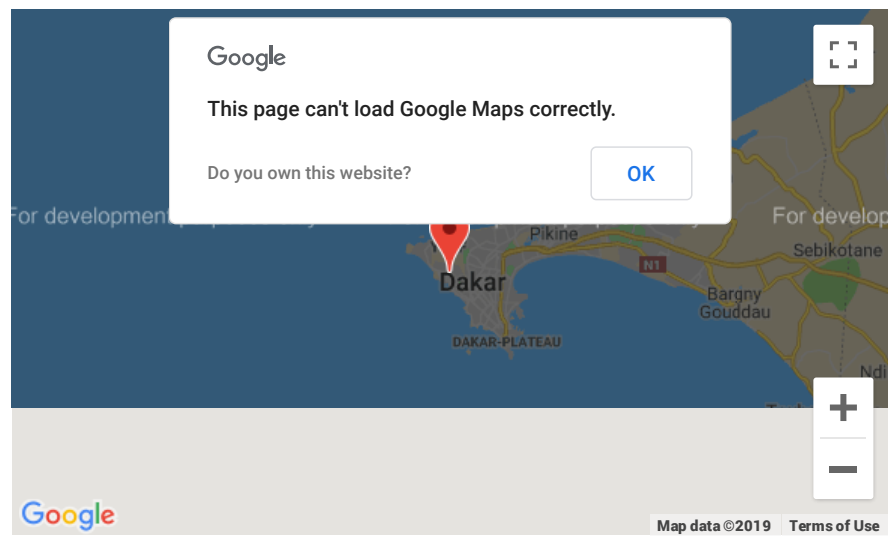 Google
This page can't load Google Maps correctly.
Do you own this website?
OK
For development
For develop
Pikine
Sebikotane
N1
Dakar
Bargny
Gouddau
DAKAR-PLATEAU
Ndi
Google
Map data ©2019 Terms of Use